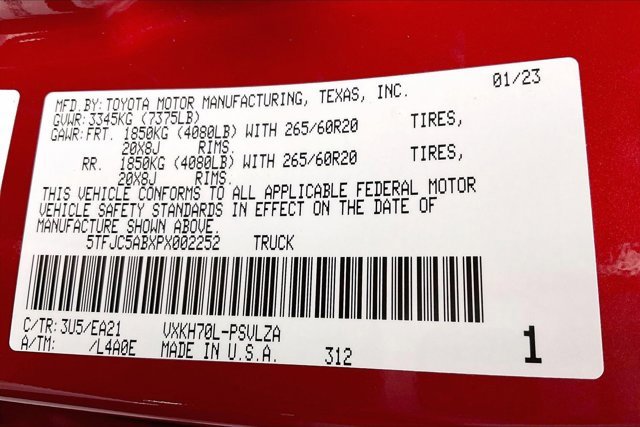 MFD.BY: TOYOTA MOTOR MANUFACTURING, TEXAS, INC. 01/23
GVWR: 3345KG (7375LB)
GAWR: FRT. 1850KG (4080LB) WITH 265/60R20 TIRES,
20X8J RIMS.
RR. 1850KG (4080LB) WITH 265/60R20 TIRES,
20X8J RIMS.
THIS VEHICLE CONFORMS TO ALL APPLICABLE FEDERAL MOTOR
VEHICLE SAFETY STANDARDS IN EFFECT ON THE DATE OF
MANUFACTURE SHOWN ABOVE.
5TFJC5ABXPX002252 TRUCK
C/TR: 3U5/EA21 VXKH70L-PSVLZA
A/TM: /L4A0E MADE IN U.S.A. 312 1